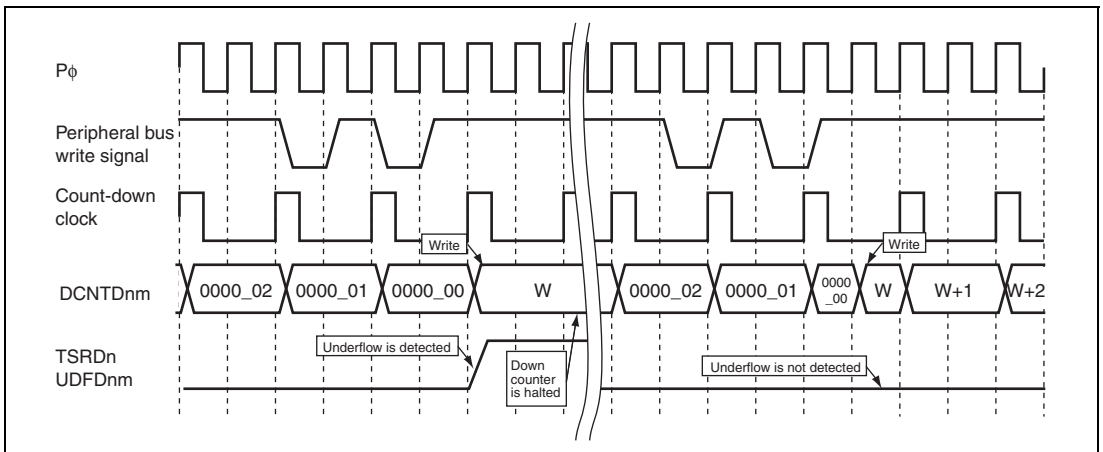 Pϕ
Peripheral bus
write signal
Count-down
clock
Write
Write
DCNTDnm
0000_02
0000_01
0000_00
W
0000_02
0000_01
0000
_00
W
W+1
W+2
TSRDn
UDFDnm
Underflow is detected
Down
counter
is halted
Underflow is not detected